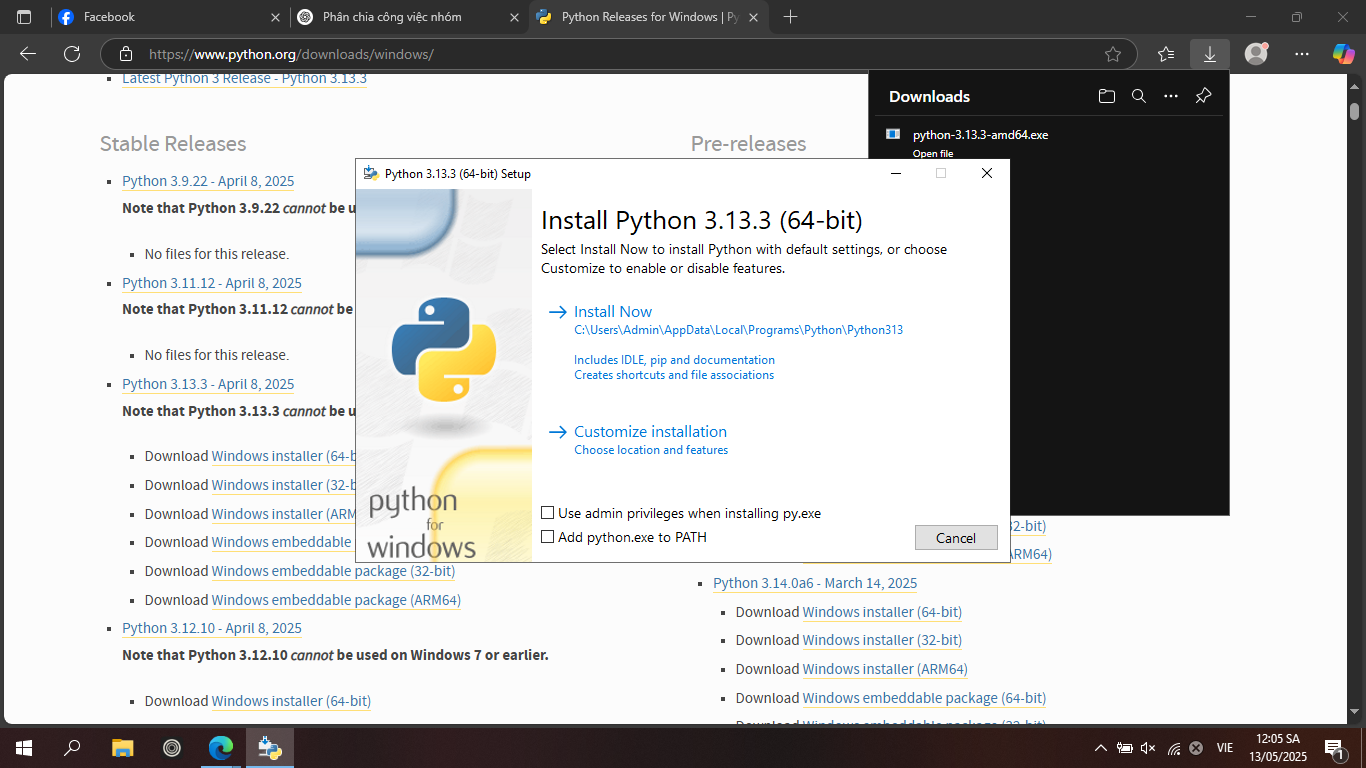 Facebook
Phân chia công việc nhóm
Python Releases for Windows | Py
https://www.python.org/downloads/windows/
Latest Python 3 Release - Python 3.13.3
Downloads
python-3.13.3-amd64.exe
Open file
Stable Releases
Pre-releases
Python 3.9.22 - April 8, 2025
Note that Python 3.9.22 cannot be u
No files for this release.
Python 3.11.12 - April 8, 2025
Note that Python 3.11.12 cannot be
No files for this release.
Python 3.13.3 - April 8, 2025
Note that Python 3.13.3 cannot be u
Download Windows installer (64-b
Download Windows installer (32-b
Download Windows installer (ARM
Download Windows embeddable
Download Windows embeddable package (32-bit)
Download Windows embeddable package (ARM64)
Python 3.12.10 - April 8, 2025
Note that Python 3.12.10 cannot be used on Windows 7 or earlier.
Download Windows installer (64-bit)
Python 3.13.3 (64-bit) Setup
Install Python 3.13.3 (64-bit)
Select Install Now to install Python with default settings, or choose
Customize to enable or disable features.
Install Now
C:\Users\Admin\AppData\Local\Programs\Python\Python313
Includes IDLE, pip and documentation
Creates shortcuts and file associations
Customize installation
Choose location and features
Use admin privileges when installing py.exe
Add python.exe to PATH
Cancel
python
for
windows
32-bit)
ARM64)
Python 3.14.0a6 - March 14, 2025
Download Windows installer (64-bit)
Download Windows installer (32-bit)
Download Windows installer (ARM64)
Download Windows embeddable package (64-bit)
Download Windows embeddable package (32-bit)
VIE
12:05 SA
13/05/2025
1